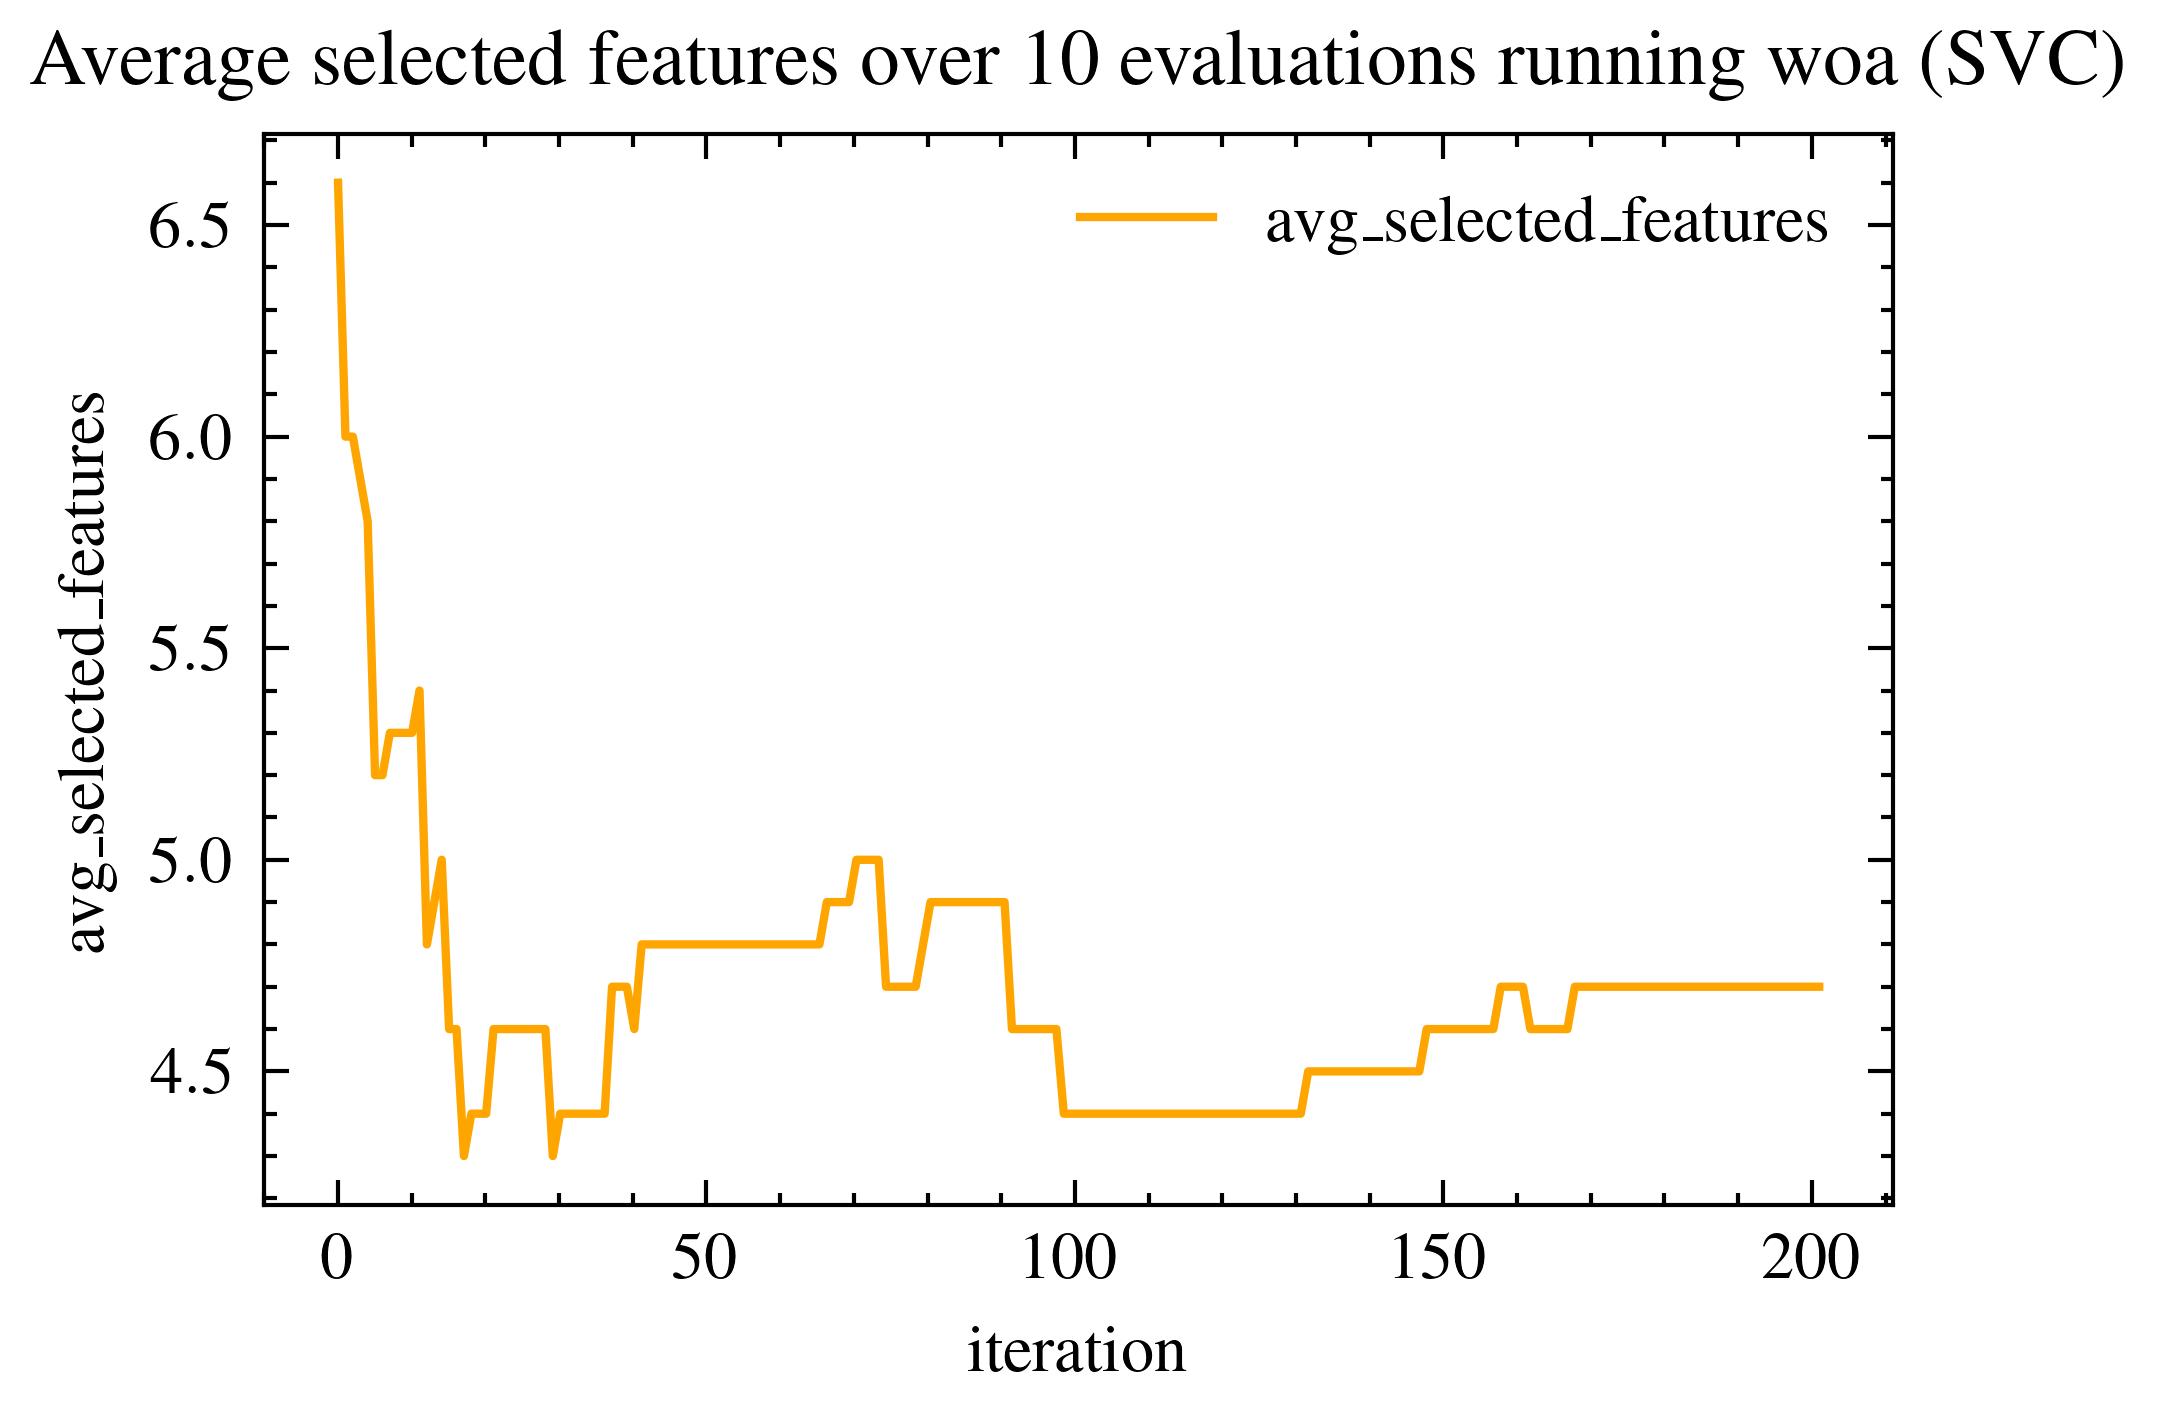 Average selected features over 10 evaluations running woa (SVC)
avg_selected_features
6.5
6.0
5.5
5.0
4.5
avg_selected_features
0 50 100 150 200
iteration